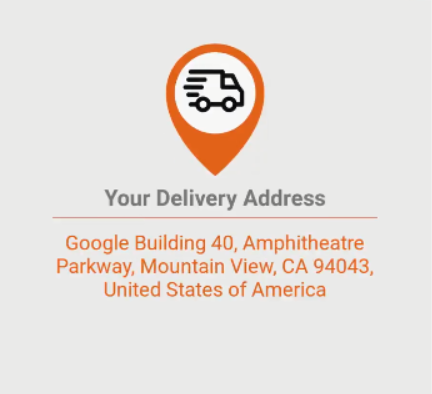 Your Delivery Address
Google Building 40, Amphitheatre
Parkway, Mountain View, CA 94043,
United States of America